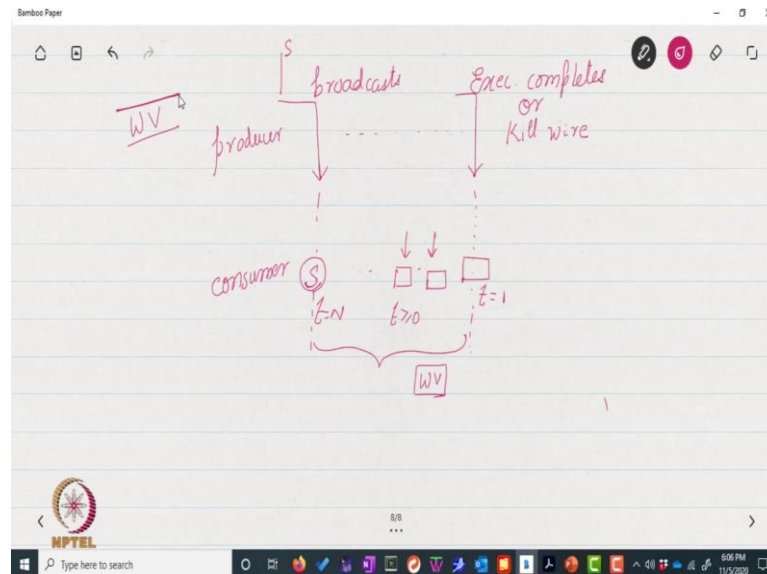 Bamboo Paper
S
broadcasts
Exec. completes
or
Kill wire
WV
producer
consumer
S
t=N
t≥0
t=1
WV
NPTEL
8/8
Type here to search
6:06 PM
11/5/2020